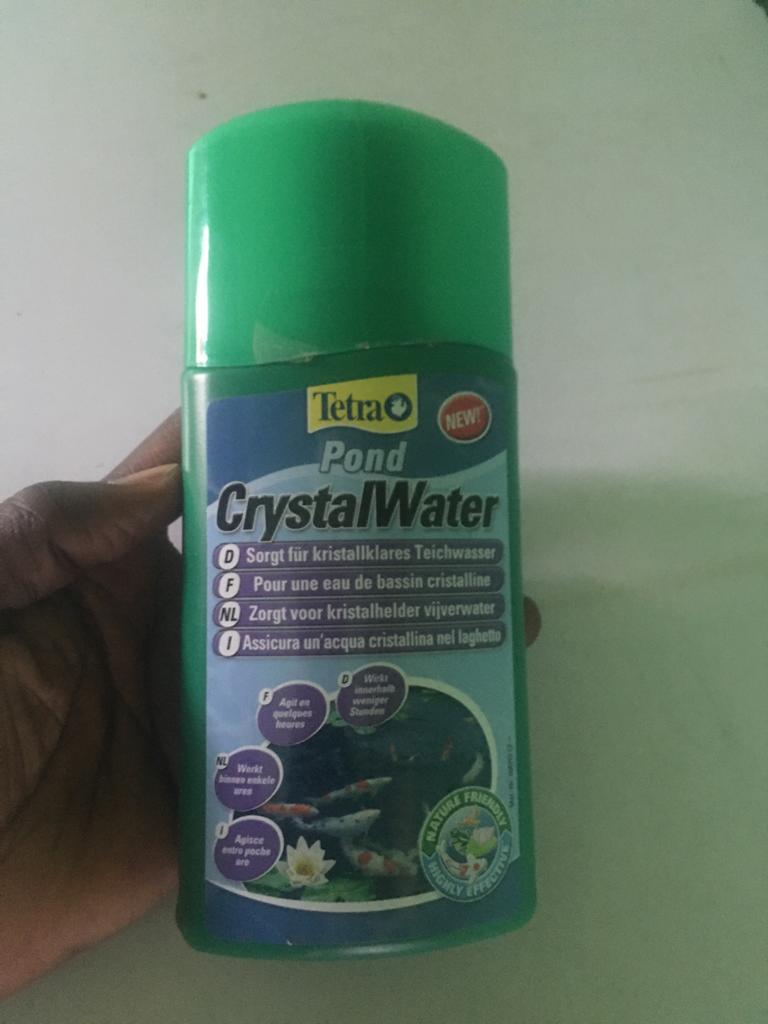 Tetra
NEW!
Pond
CrystalWater
D Sorgt für kristallklares Teichwasser
F Pour une eau de bassin cristalline
NL Zorgt voor kristalhelder vijverwater
I Assicura un'acqua cristallina nel laghetto
D Wirkt
innerhalb
weniger
Stunden
F Agit en
quelques
heures
NL Werkt
binnen enkele
uren
I Agisce
entro poche
ore
NATURE FRIENDLY
HIGHLY EFFECTIVE